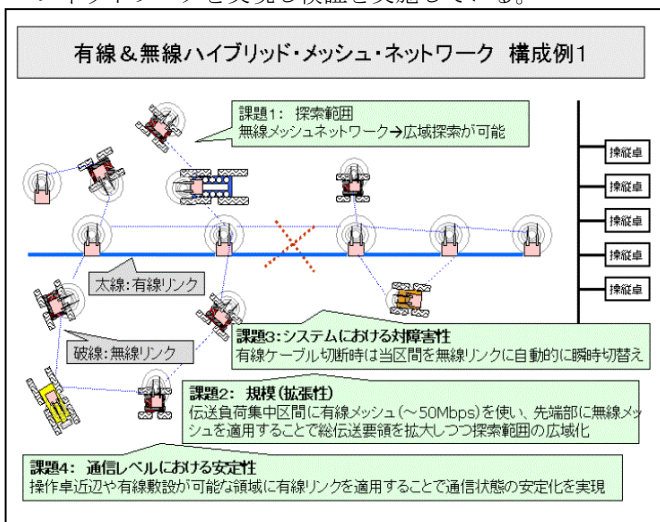 有線＆無線ハイブリッド・メッシュ・ネットワーク 構成例1
課題1： 探索範囲
無線メッシュネットワーク→広域探索が可能
操縦卓
操縦卓
操縦卓
操縦卓
操縦卓
太線：有線リンク
破線：無線リンク
課題3：システムにおける対障害性
有線ケーブル切断時は当区間を無線リンクに自動的に瞬時切替え
課題2： 規模（拡張性）
伝送負荷集中区間に有線メッシュ（～50Mbps）を使い、先端部に無線メッ
シュを適用することで総伝送要領を拡大しつつ探索範囲の広域化
課題4： 通信レベルにおける安定性
操作卓近辺や有線敷設が可能な領域に有線リンクを適用することで通信状態の安定化を実現